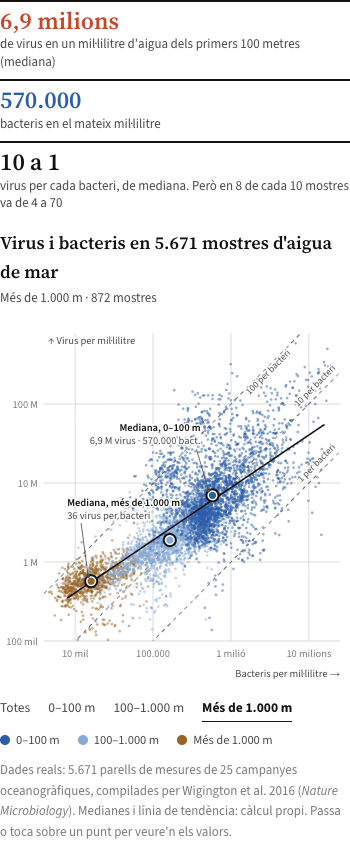 6,9 milions
de virus en un mil·lilitre d'aigua dels primers 100 metres
(mediana)
570.000
bacteris en el mateix mil·lilitre
10 a 1
virus per cada bacteri, de mediana. Però en 8 de cada 10 mostres
va de 4 a 70
Virus i bacteris en 5.671 mostres d'aigua
de mar
Més de 1.000 m · 872 mostres
↑ Virus per mil·lilitre
100 per bacteri
10 per bacteri
1 per bacteri
100 M
Mediana, 0–100 m
6,9 M virus · 570.000 bact.
10 M
Mediana, més de 1.000 m
36 virus per bacteri
1 M
100 mil
10 mil
100.000
1 milió
10 milions
Bacteris per mil·lilitre →
Totes
0–100 m
100–1.000 m
Més de 1.000 m
0–100 m
100–1.000 m
Més de 1.000 m
Dades reals: 5.671 parells de mesures de 25 campanyes
oceanogràfiques, compilades per Wigington et al. 2016 (Nature
Microbiology). Medianes i línia de tendència: càlcul propi. Passa
o toca sobre un punt per veure'n els valors.